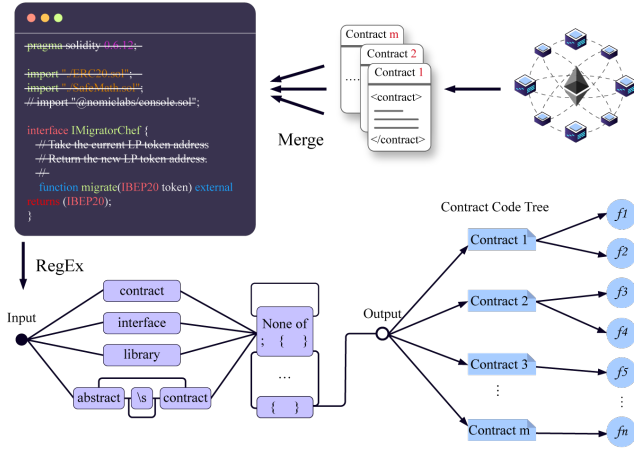 pragma solidity 0.6.12;
import "./ERC20.sol";
import "./SafeMath.sol";
// import "@nomiclabs/console.sol";
interface IMigratorChef {
// Take the current LP token address
// Return the new LP token address.
//
function migrate(IBEP20 token) external
returns (IBEP20);
}
Merge
Contract m
....
Contract 2
Contract 1
<contract>
</contract>
RegEx
Input
contract
interface
library
abstract
\s
contract
None of
; { }
...
{ }
Output
Contract Code Tree
Contract 1
Contract 2
Contract 3
⋮
Contract m
f1
f2
f3
f4
f5
⋮
fn